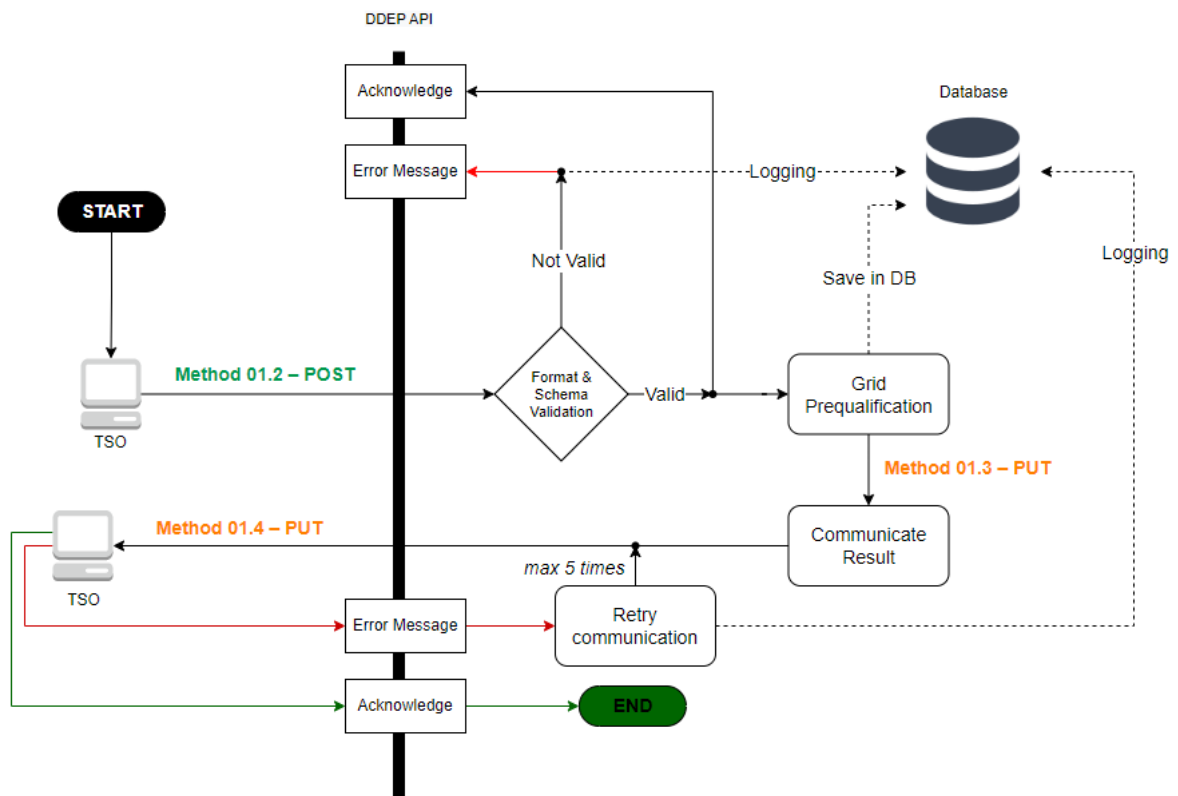 DDEP API
Acknowledge
Database
Error Message
Logging
START
Logging
Not Valid
Save in DB
Method 01.2 – POST
Format &
Schema
Validation
Valid
Grid
Prequalification
TSO
Method 01.3 – PUT
Method 01.4 – PUT
Communicate
Result
max 5 times
TSO
Error Message
Retry
communication
Acknowledge
END